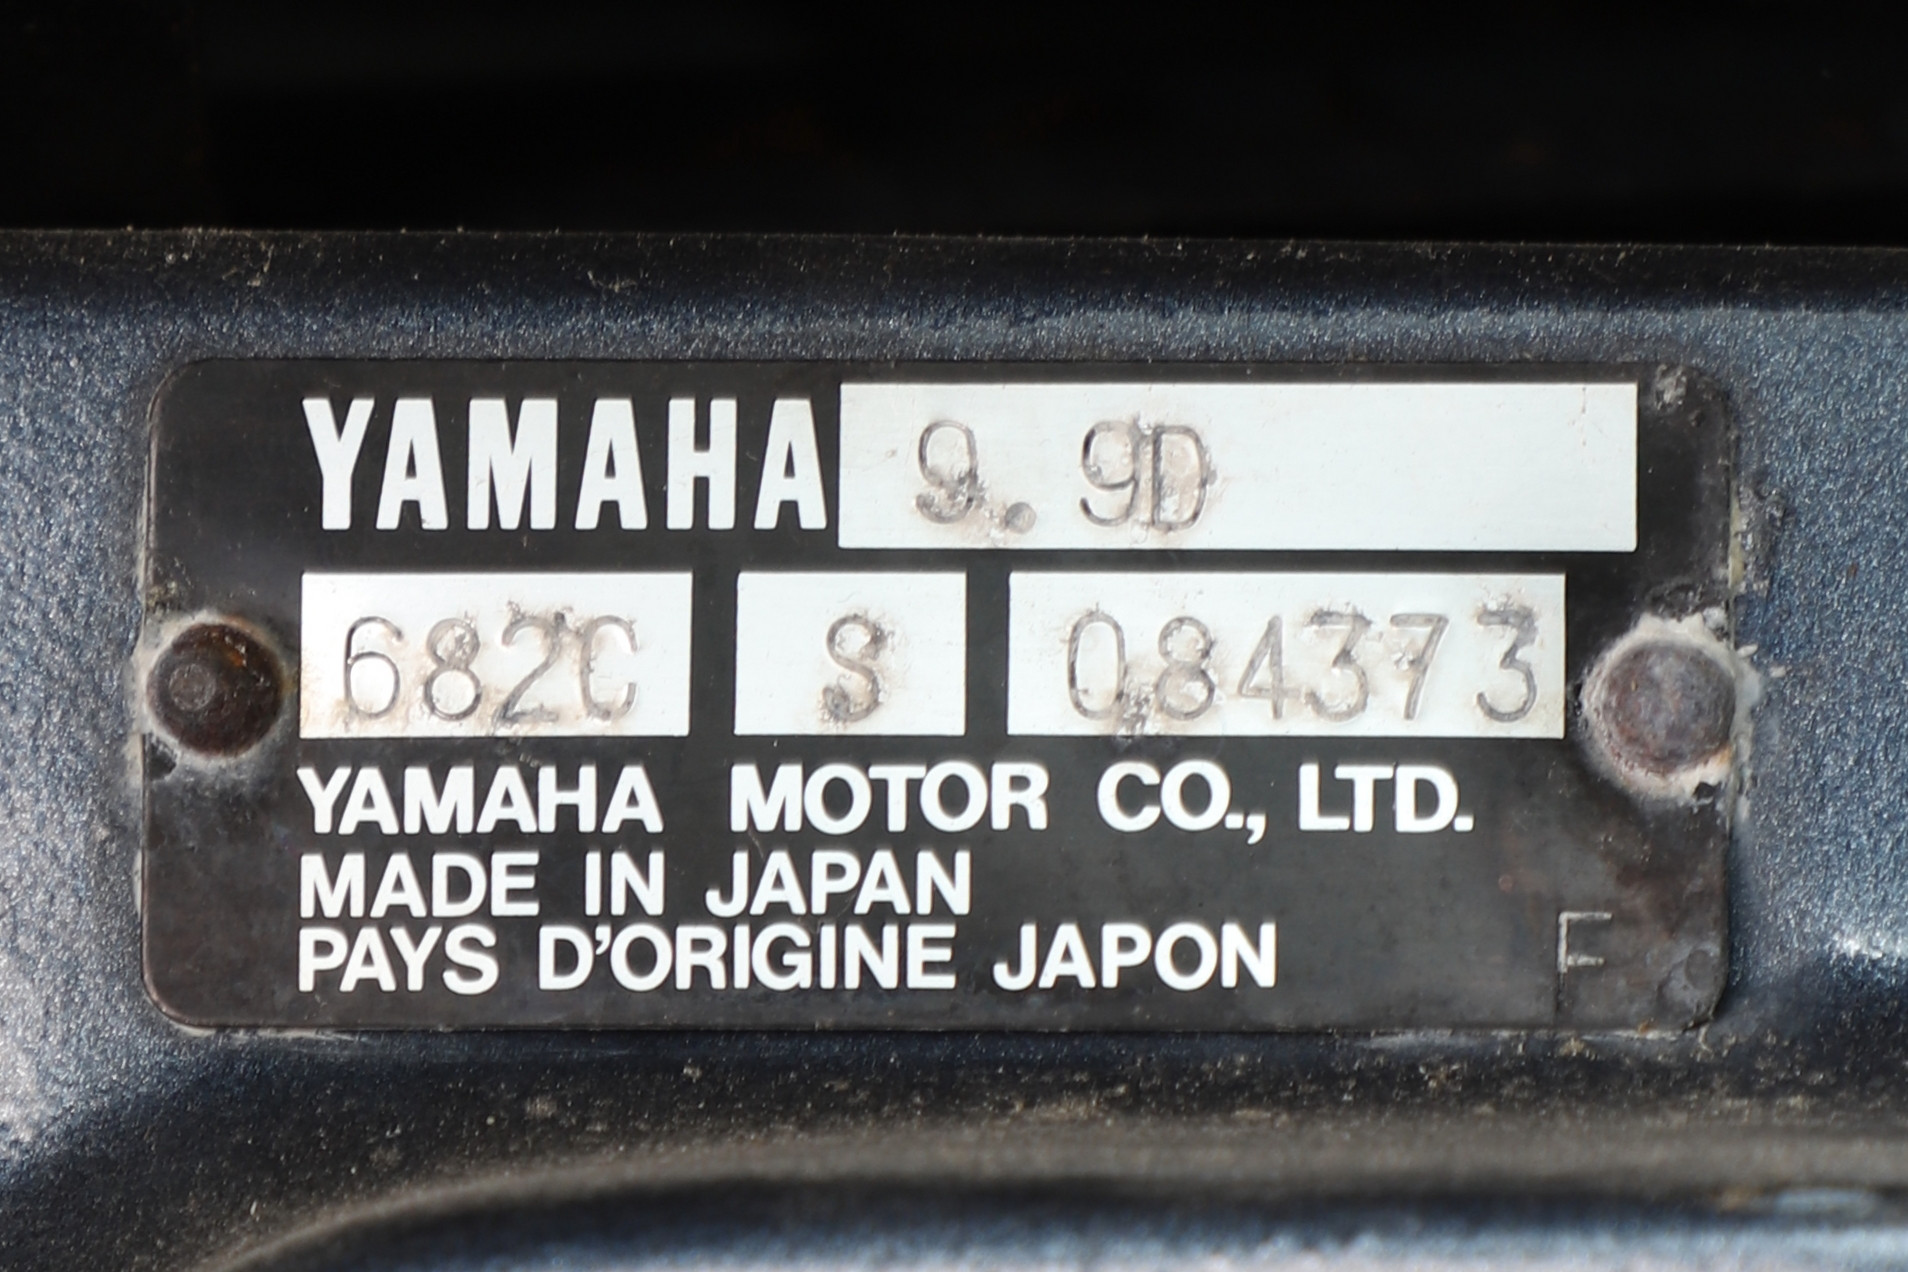 YAMAHA 9.9D
682C S 084373
YAMAHA MOTOR CO., LTD.
MADE IN JAPAN
PAYS D'ORIGINE JAPON
F